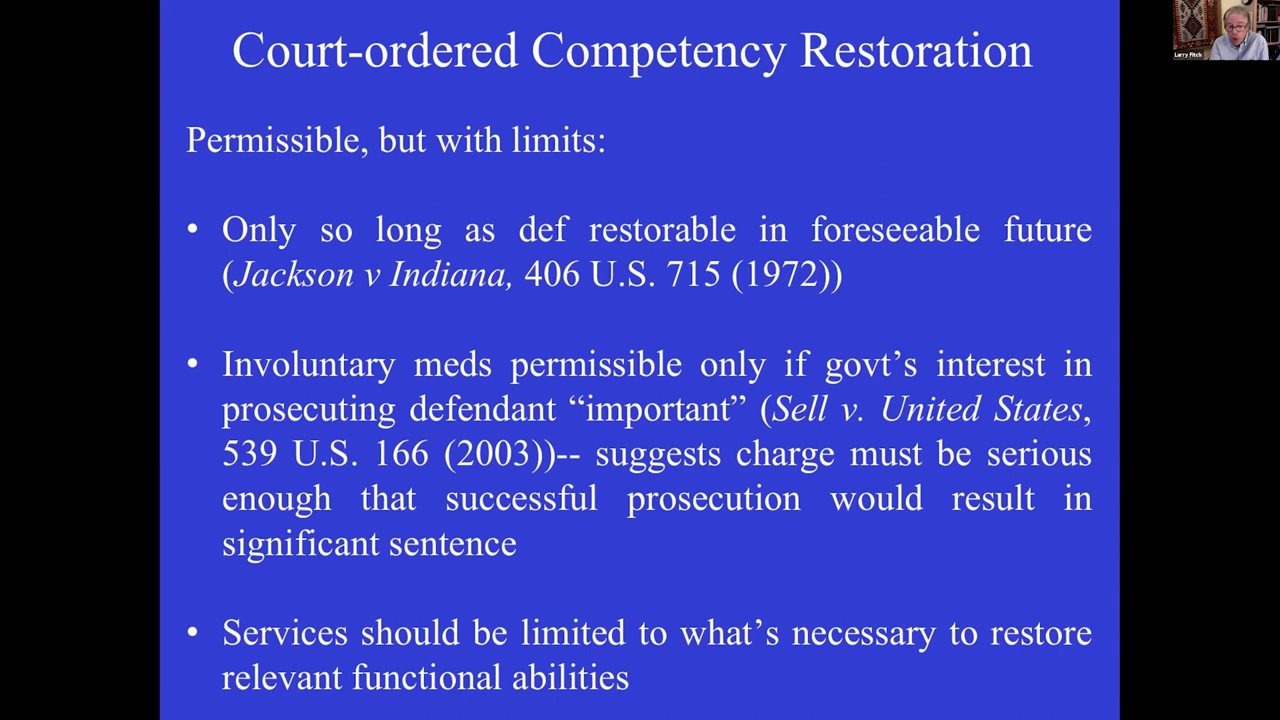 Court-ordered Competency Restoration
Larry Fitch
Permissible, but with limits:
• Only so long as def restorable in foreseeable future
(Jackson v Indiana, 406 U.S. 715 (1972))
• Involuntary meds permissible only if govt’s interest in
prosecuting defendant “important” (Sell v. United States,
539 U.S. 166 (2003))-- suggests charge must be serious
enough that successful prosecution would result in
significant sentence
• Services should be limited to what’s necessary to restore
relevant functional abilities